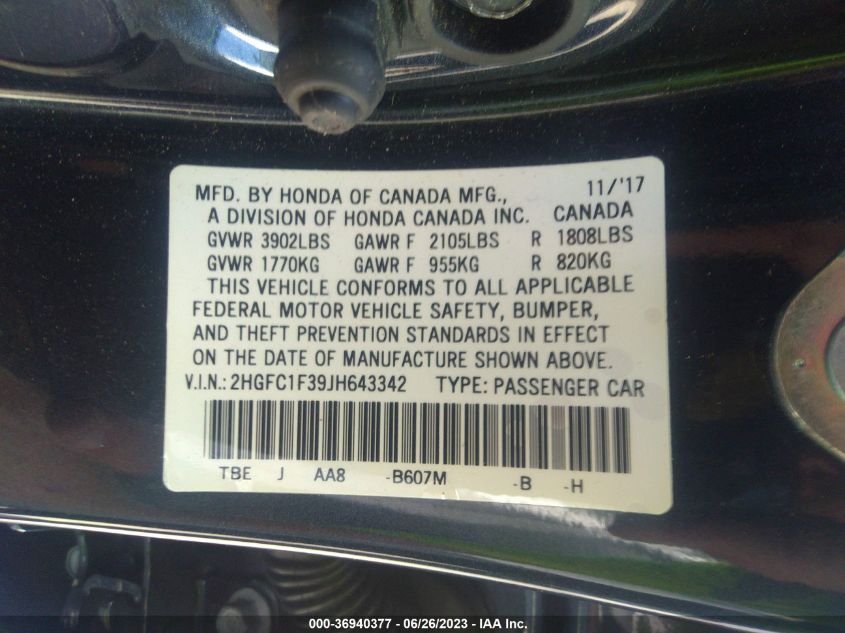 MFD. BY HONDA OF CANADA MFG., 11/'17
A DIVISION OF HONDA CANADA INC. CANADA
GVWR 3902LBS GAWR F 2105LBS R 1808LBS
GVWR 1770KG GAWR F 955KG R 820KG
THIS VEHICLE CONFORMS TO ALL APPLICABLE
FEDERAL MOTOR VEHICLE SAFETY, BUMPER,
AND THEFT PREVENTION STANDARDS IN EFFECT
ON THE DATE OF MANUFACTURE SHOWN ABOVE.
V.I.N.: 2HGFC1F39JH643342 TYPE: PASSENGER CAR
TBE J AA8 -B607M -B -H
000-36940377 - 06/26/2023 - IAA Inc.